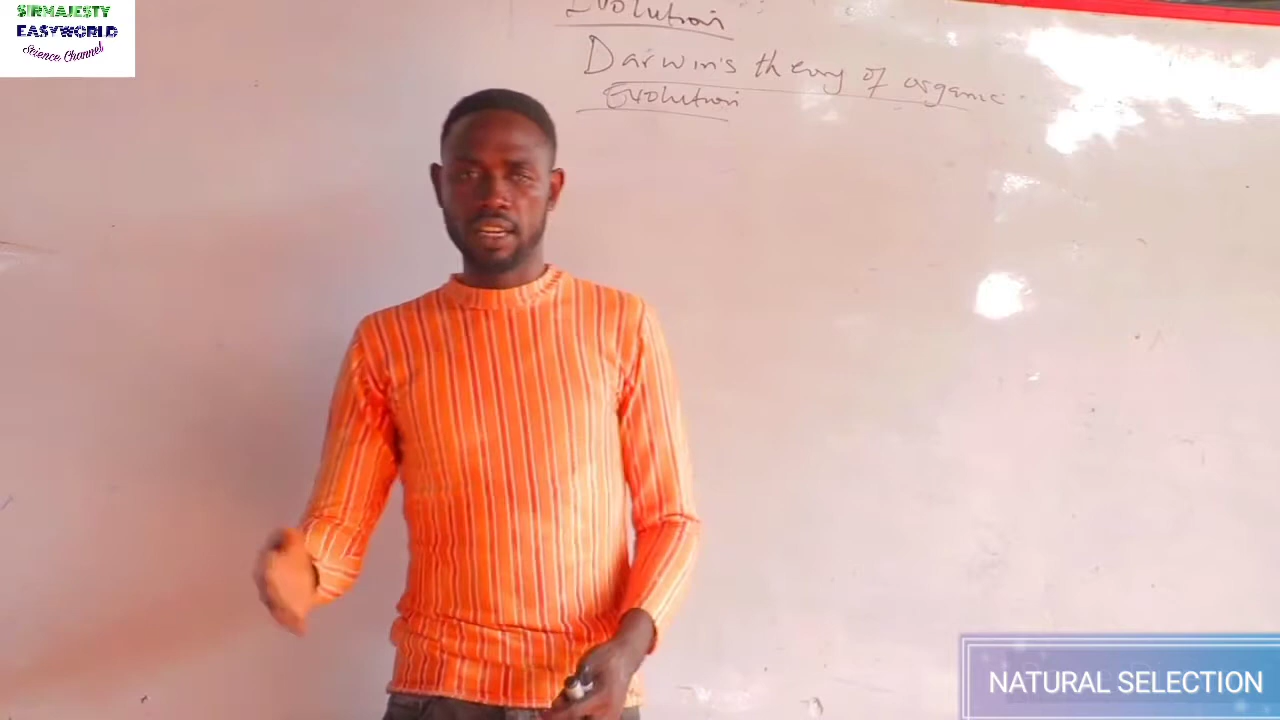 SIRMAJESTY
EASYWORLD
Science Channel
Evolution
Darwin's theory of organic
Evolution
NATURAL SELECTION